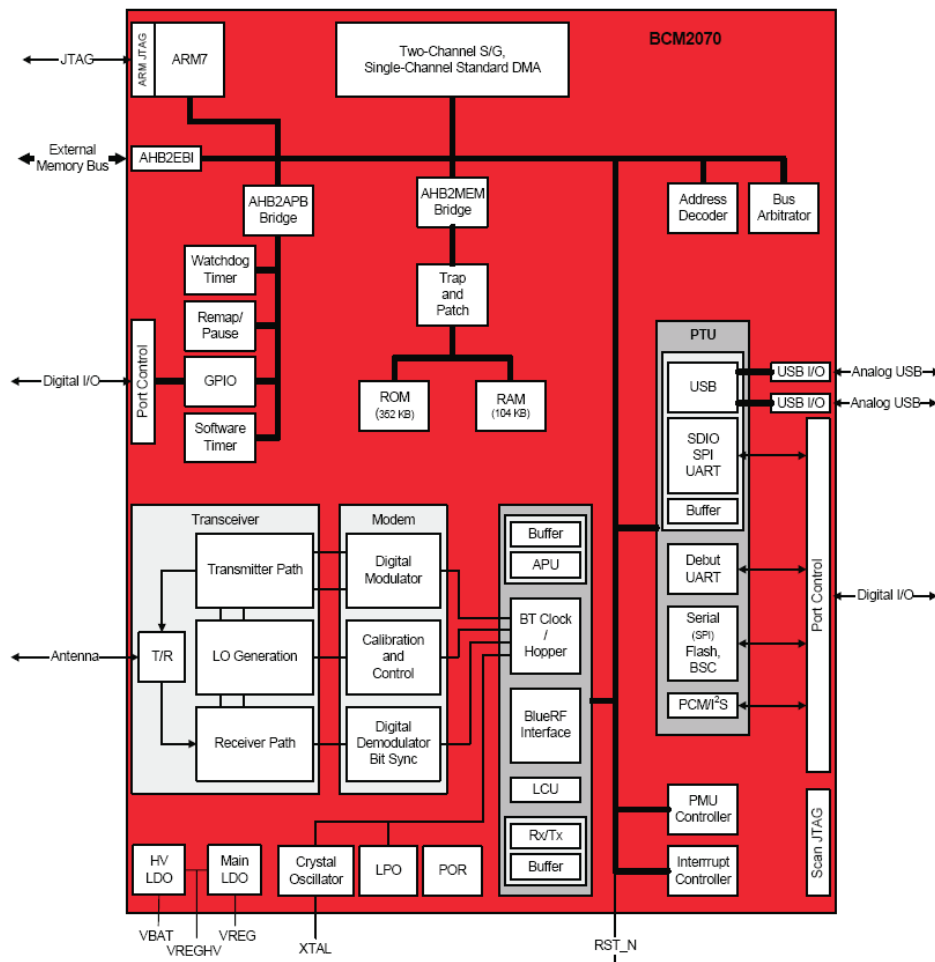 BCM2070
JTAG
ARM JTAG
ARM7
Two-Channel S/G,
Single-Channel Standard DMA
External
Memory Bus
AHB2EBI
AHB2APB
Bridge
AHB2MEM
Bridge
Address
Decoder
Bus
Arbitrator
Watchdog
Timer
Remap/
Pause
GPIO
Software
Timer
Digital I/O
Port Control
Trap
and
Patch
ROM
(352 KB)
RAM
(104 KB)
PTU
USB
USB I/O
Analog USB
USB I/O
Analog USB
SDIO
SPI
UART
Buffer
Debut
UART
Serial
(SPI)
Flash,
BSC
PCM/I²S
Port Control
Digital I/O
Transceiver
Transmitter Path
T/R
LO Generation
Receiver Path
Antenna
Modem
Digital
Modulator
Calibration
and
Control
Digital
Demodulator
Bit Sync
Buffer
APU
BT Clock
/
Hopper
BlueRF
Interface
LCU
Rx/Tx
Buffer
PMU
Controller
Interrrupt
Controller
Scan JTAG
HV
LDO
Main
LDO
Crystal
Oscillator
LPO
POR
VBAT
VREGHV
VREG
XTAL
RST_N